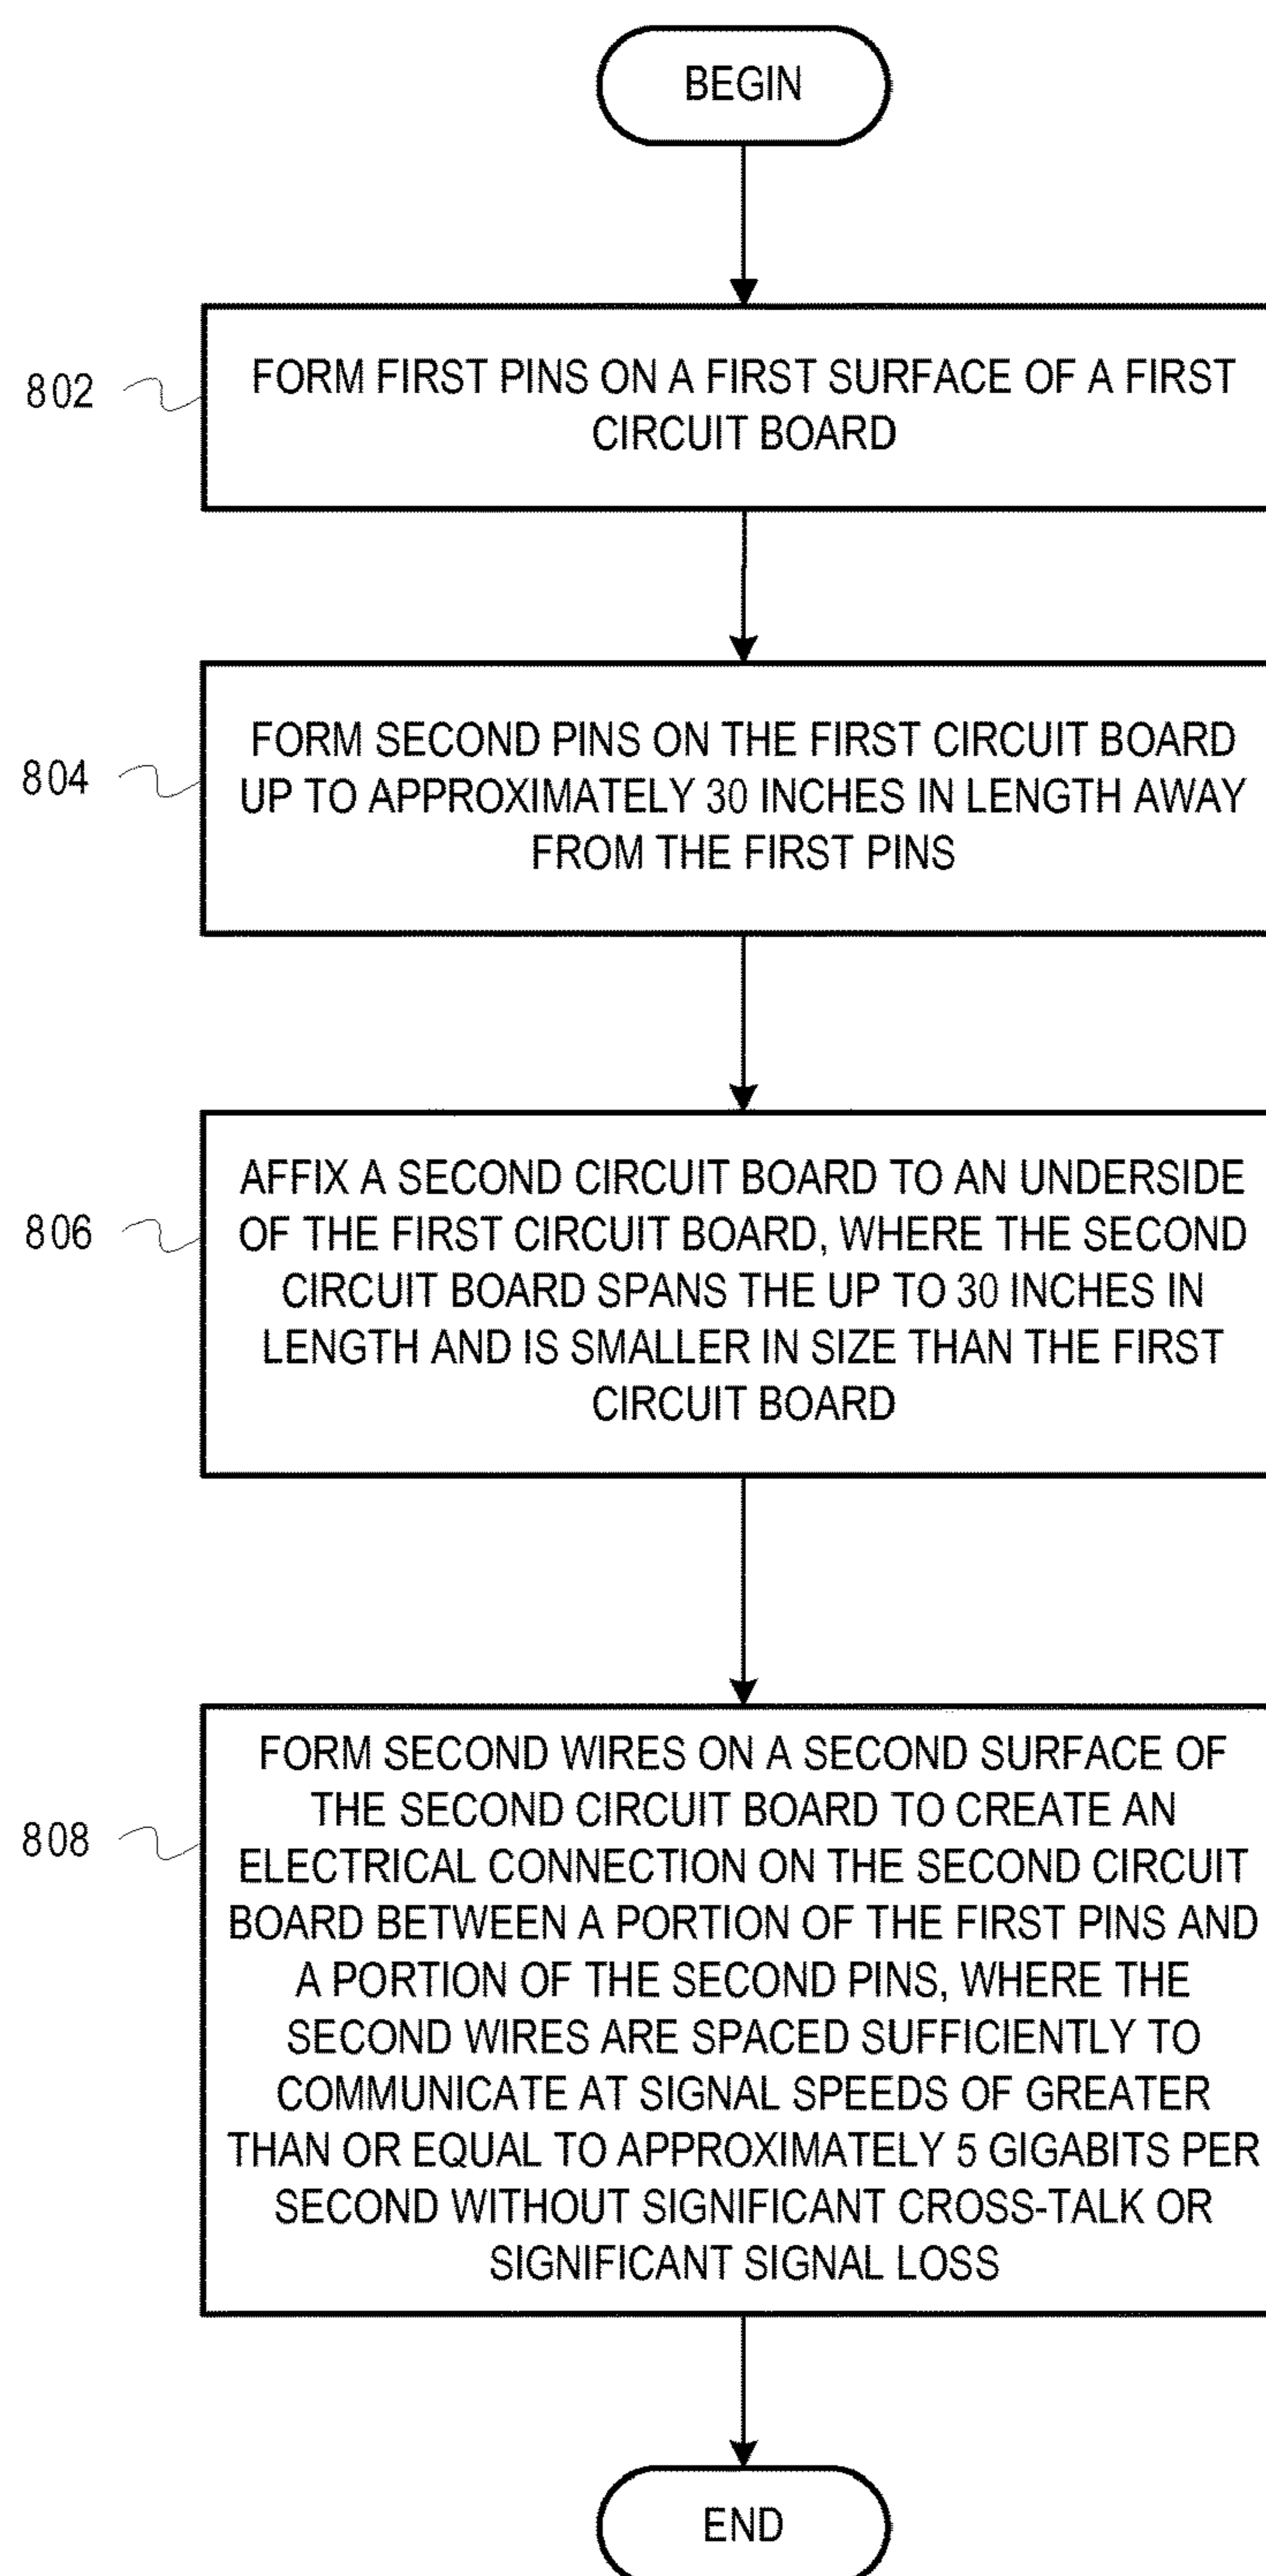 BEGIN
802
FORM FIRST PINS ON A FIRST SURFACE OF A FIRST
CIRCUIT BOARD
804
FORM SECOND PINS ON THE FIRST CIRCUIT BOARD
UP TO APPROXIMATELY 30 INCHES IN LENGTH AWAY
FROM THE FIRST PINS
806
AFFIX A SECOND CIRCUIT BOARD TO AN UNDERSIDE
OF THE FIRST CIRCUIT BOARD, WHERE THE SECOND
CIRCUIT BOARD SPANS THE UP TO 30 INCHES IN
LENGTH AND IS SMALLER IN SIZE THAN THE FIRST
CIRCUIT BOARD
808
FORM SECOND WIRES ON A SECOND SURFACE OF
THE SECOND CIRCUIT BOARD TO CREATE AN
ELECTRICAL CONNECTION ON THE SECOND CIRCUIT
BOARD BETWEEN A PORTION OF THE FIRST PINS AND
A PORTION OF THE SECOND PINS, WHERE THE
SECOND WIRES ARE SPACED SUFFICIENTLY TO
COMMUNICATE AT SIGNAL SPEEDS OF GREATER
THAN OR EQUAL TO APPROXIMATELY 5 GIGABITS PER
SECOND WITHOUT SIGNIFICANT CROSS-TALK OR
SIGNIFICANT SIGNAL LOSS
END